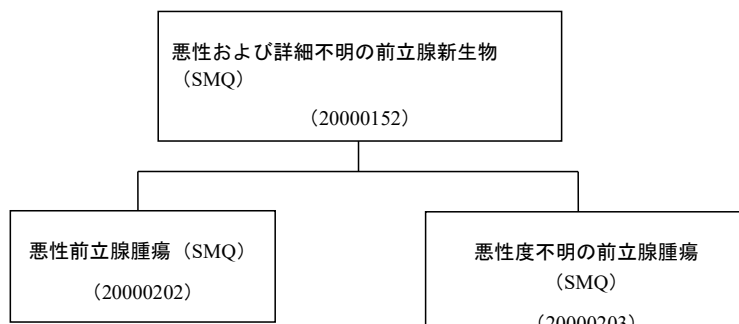 悪性および詳細不明の前立腺新生物
（SMQ）
（20000152）
悪性前立腺腫瘍（SMQ）
（20000202）
悪性度不明の前立腺腫瘍
（SMQ）
（20000203）